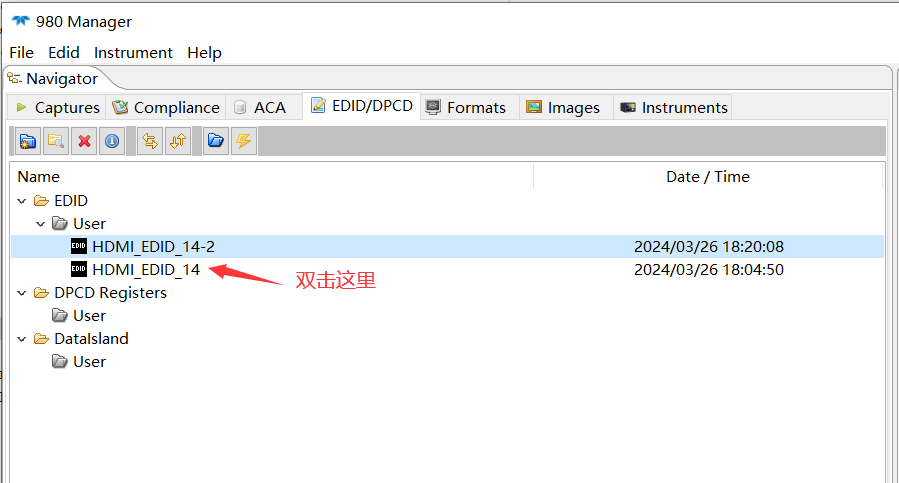 980 Manager
File Edid Instrument Help
Navigator
Captures Compliance ACA EDID/DPCD Formats Images Instruments
Name Date / Time
EDID
User
EDID HDMI_EDID_14-2 2024/03/26 18:20:08
EDID HDMI_EDID_14 2024/03/26 18:04:50
双击这里
DPCD Registers
User
DataIsland
User